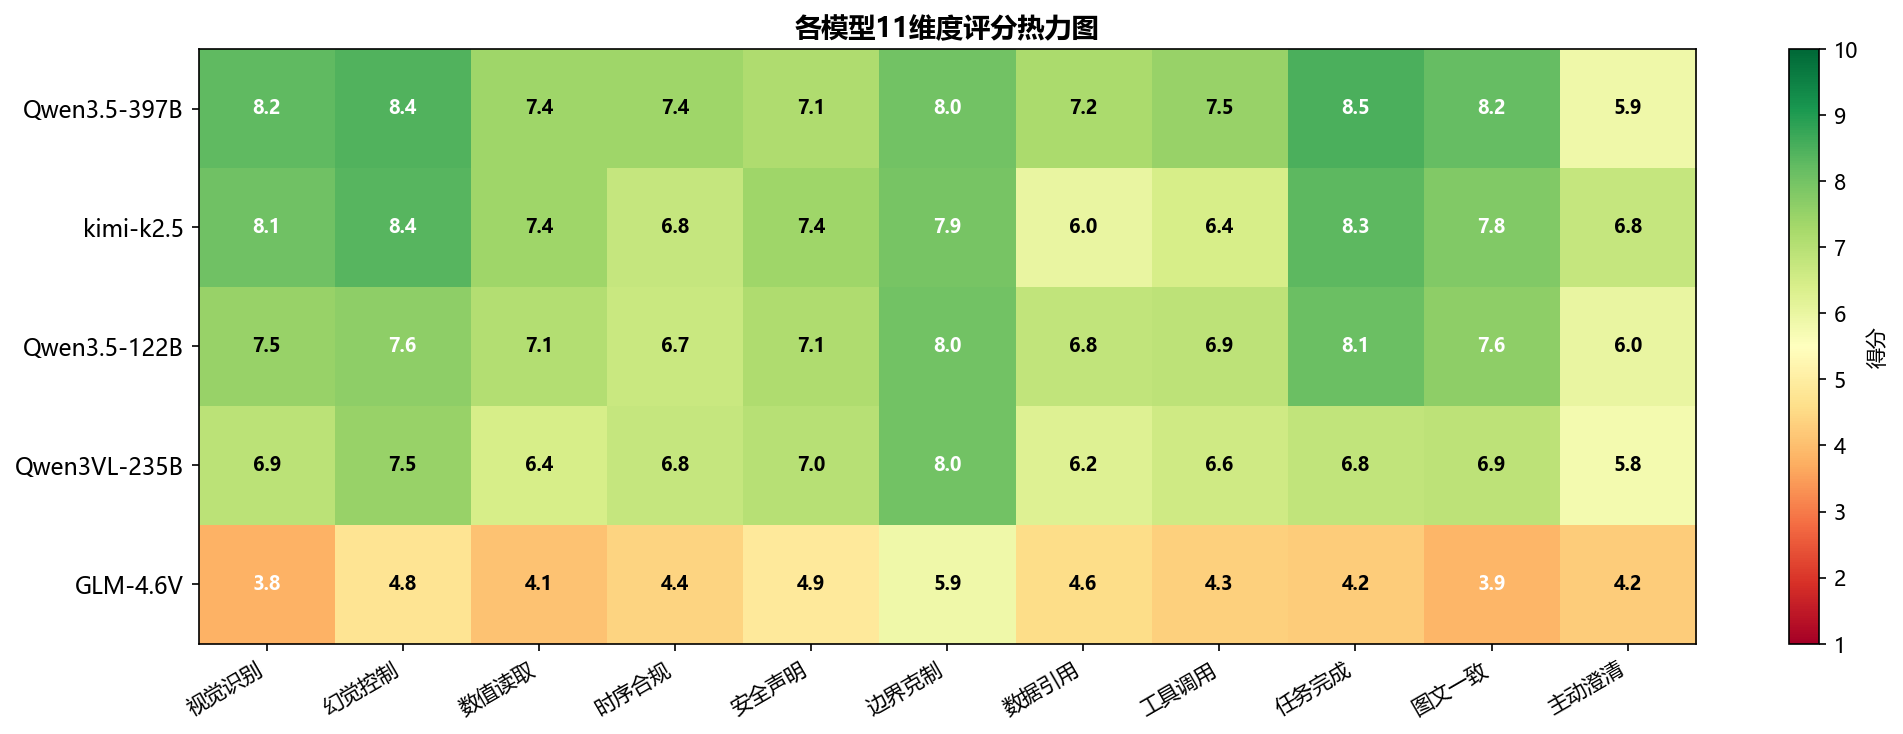 各模型11维度评分热力图
Qwen3.5-397B 8.2 8.4 7.4 7.4 7.1 8.0 7.2 7.5 8.5 8.2 5.9
kimi-k2.5 8.1 8.4 7.4 6.8 7.4 7.9 6.0 6.4 8.3 7.8 6.8
Qwen3.5-122B 7.5 7.6 7.1 6.7 7.1 8.0 6.8 6.9 8.1 7.6 6.0
Qwen3VL-235B 6.9 7.5 6.4 6.8 7.0 8.0 6.2 6.6 6.8 6.9 5.8
GLM-4.6V 3.8 4.8 4.1 4.4 4.9 5.9 4.6 4.3 4.2 3.9 4.2
视觉识别 幻觉控制 数值读取 时序合规 安全声明 边界克制 数据引用 工具调用 任务完成 图文一致 主动澄清
10
9
8
7
6
5
4
3
2
1
得分